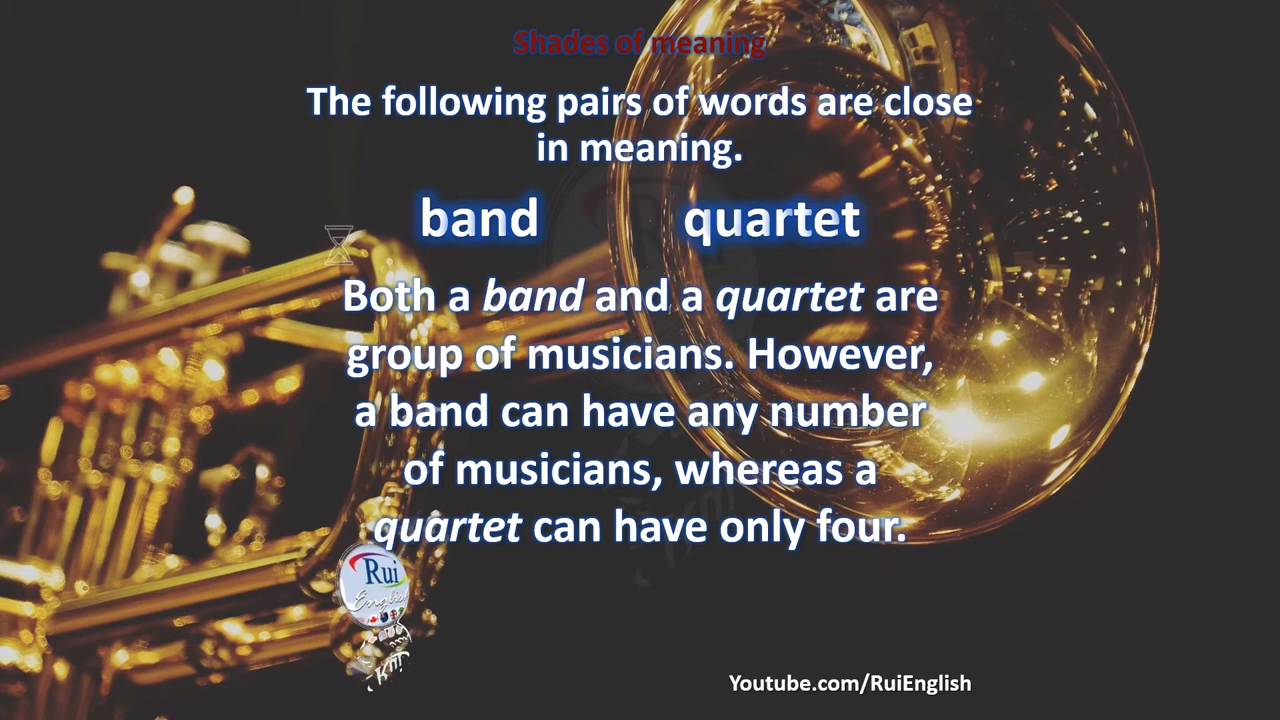 Shades of meaning
The following pairs of words are close
in meaning.
band quartet
Both a band and a quartet are
group of musicians. However,
a band can have any number
of musicians, whereas a
quartet can have only four.
Rui
English
Youtube.com/RuiEnglish